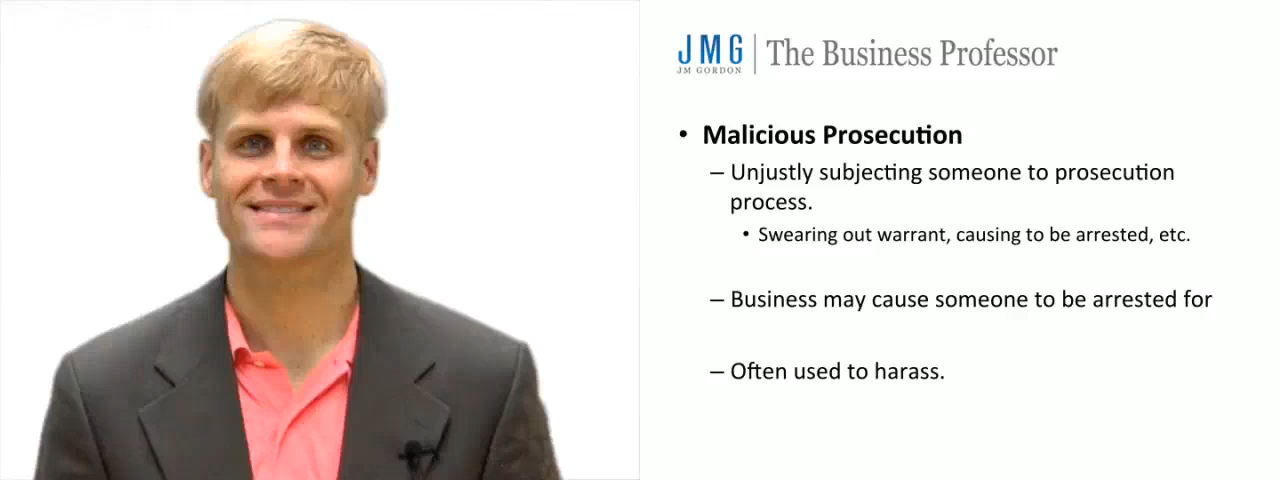 JMG
JM GORDON
The Business Professor
• Malicious Prosecution
– Unjustly subjecting someone to prosecution
process.
• Swearing out warrant, causing to be arrested, etc.
– Business may cause someone to be arrested for
– Often used to harass.